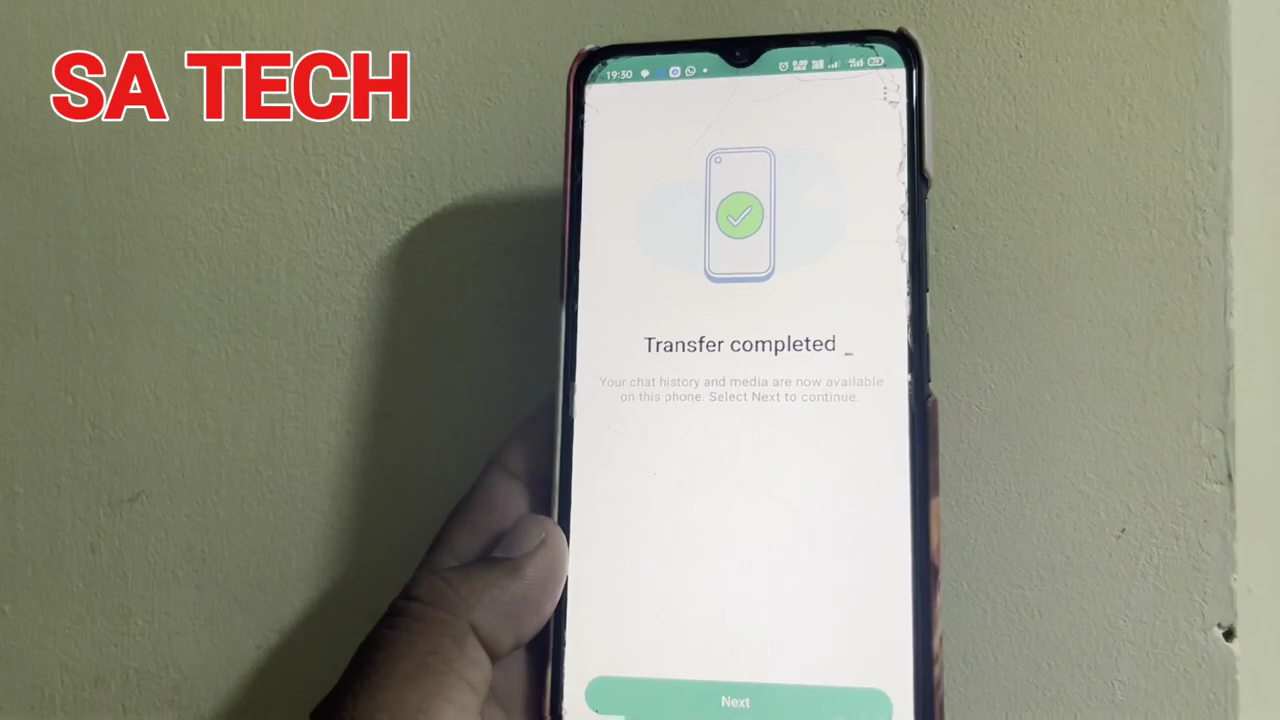 SA TECH
19:30
Transfer completed
Your chat history and media are now available
on this phone. Select Next to continue.
Next